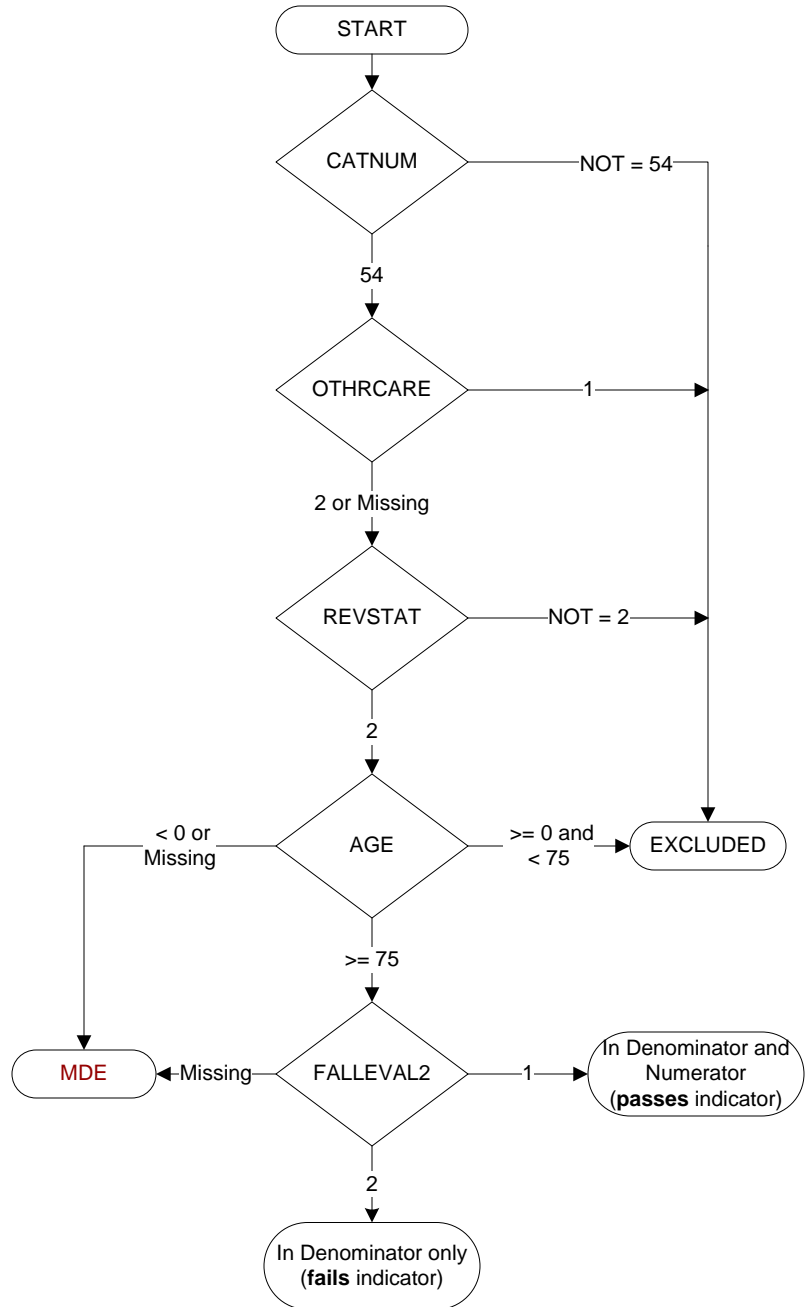 START
CATNUM
NOT = 54
54
OTHRCARE
1
2 or Missing
REVSTAT
NOT = 2
2
< 0 or
Missing
AGE
>= 0 and
< 75
EXCLUDED
>= 75
MDE
Missing
FALLEVAL2
1
In Denominator and
Numerator
(passes indicator)
2
In Denominator only
(fails indicator)